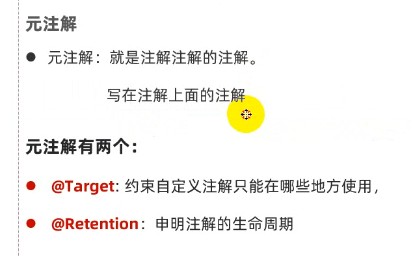 元注解
元注解：就是注解注解的注解。
写在注解上面的注解
元注解有两个：
@Target: 约束自定义注解只能在哪些地方使用，
@Retention：申明注解的生命周期